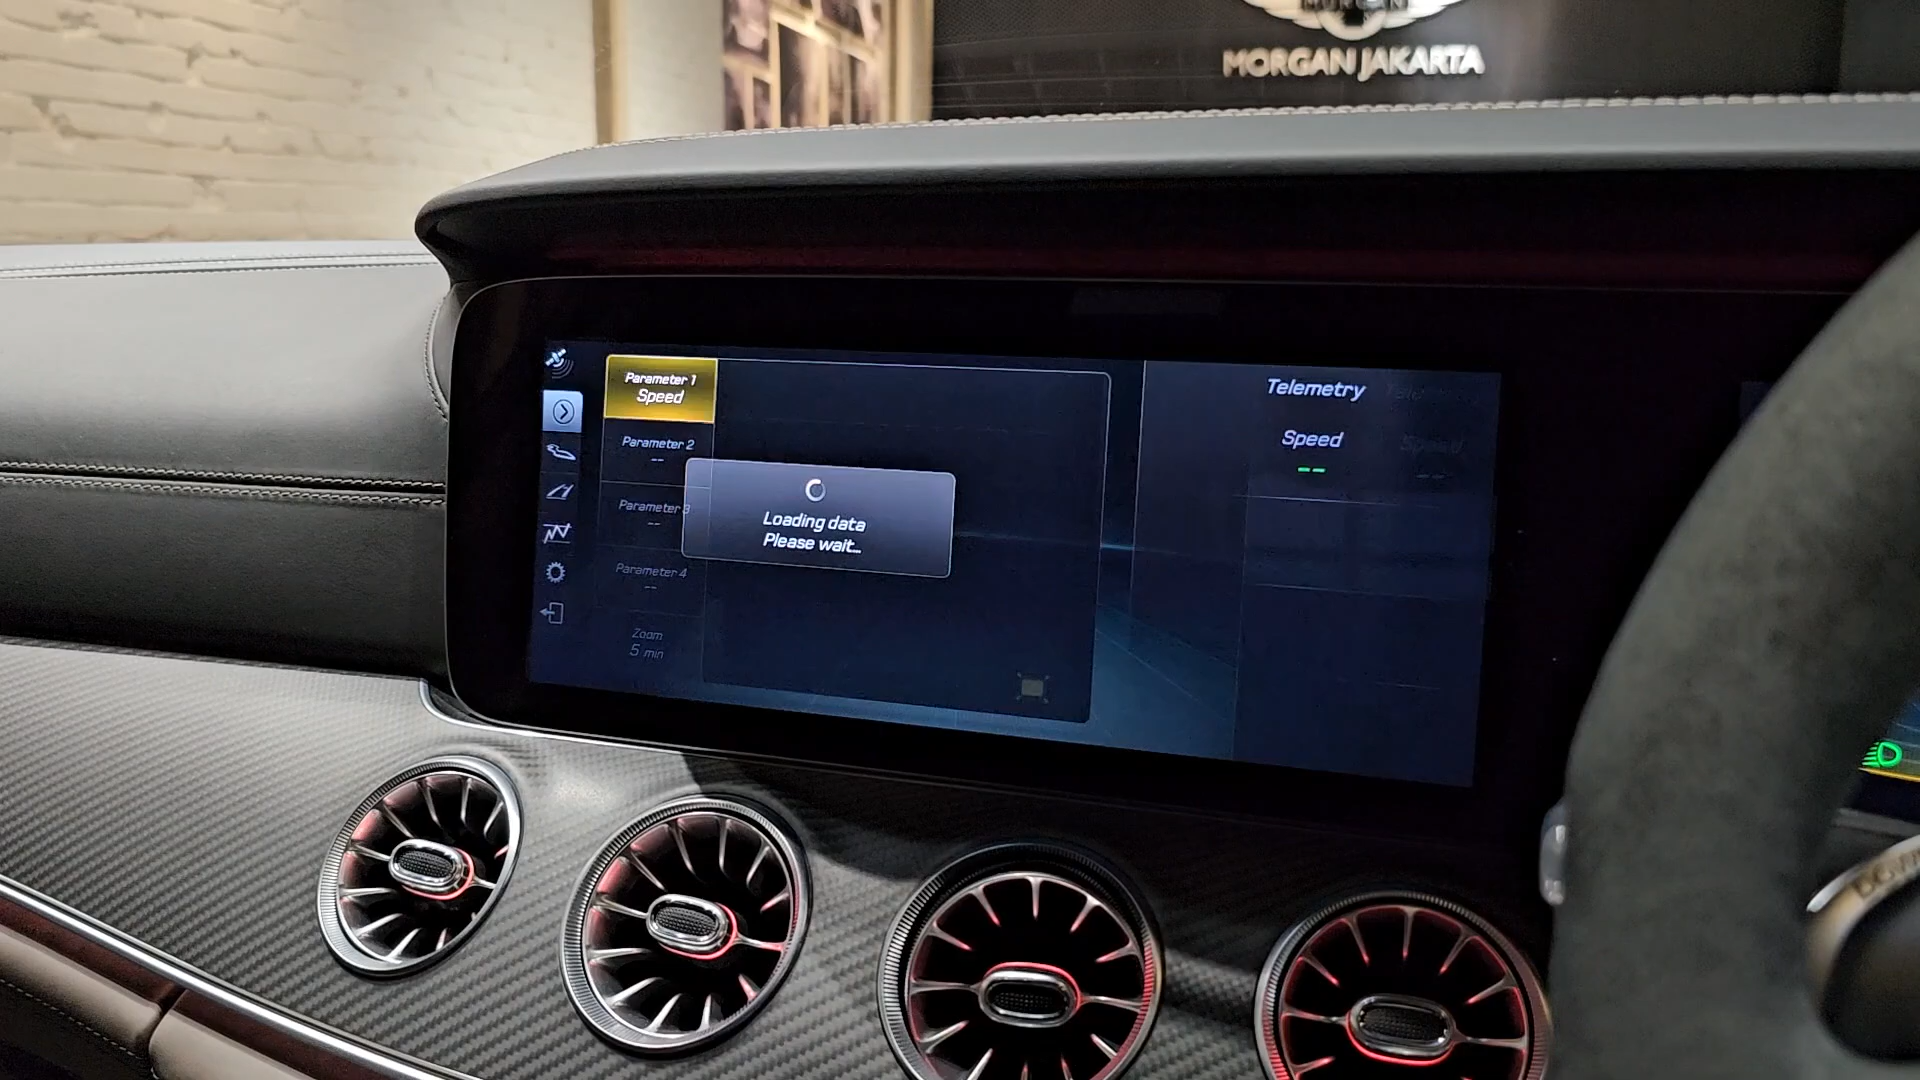 MORGAN
MORGAN JAKARTA
Parameter 1
Speed
Parameter 2
--
Parameter 3
--
Parameter 4
--
Zoom
5 min
Loading data
Please wait...
Telemetry
Speed
--